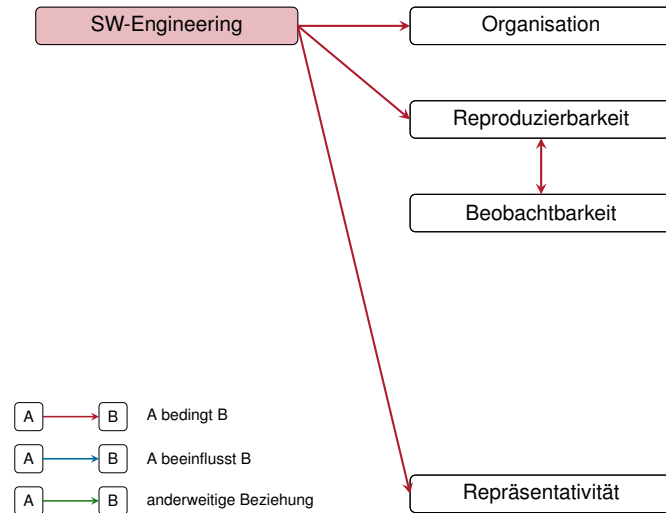 SW-Engineering
Organisation
Reproduzierbarkeit
Beobachtbarkeit
A B A bedingt B
A B A beeinflusst B
A B anderweitige Beziehung
Repräsentativität